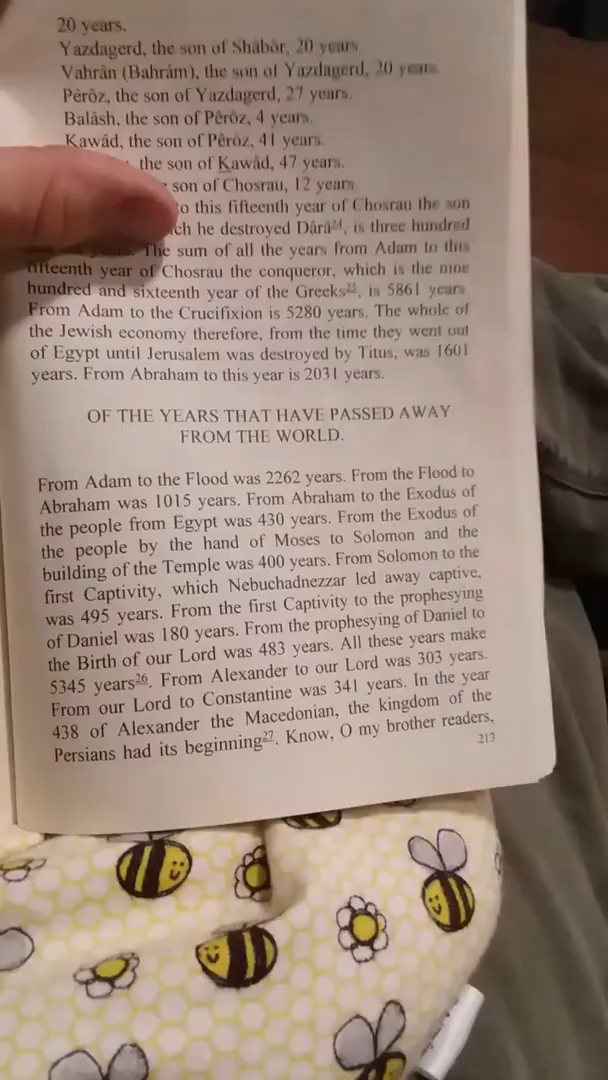 20 years.
Yazdagerd, the son of Shâbôr, 20 years.
Vahrân (Bahrâm), the son of Yazdagerd, 20 years.
Pêrôz, the son of Yazdagerd, 27 years.
Balâsh, the son of Pêrôz, 4 years.
Kawâd, the son of Pêrôz, 41 years.
the son of Kawâd, 47 years.
son of Chosrau, 12 years
to this fifteenth year of Chosrau the son
he destroyed Dârâ24, is three hundred
The sum of all the years from Adam to this
fifteenth year of Chosrau the conqueror, which is the nine
hundred and sixteenth year of the Greeks25, is 5861 years.
From Adam to the Crucifixion is 5280 years. The whole of
the Jewish economy therefore, from the time they went out
of Egypt until Jerusalem was destroyed by Titus, was 1601
years. From Abraham to this year is 2031 years.
OF THE YEARS THAT HAVE PASSED AWAY
FROM THE WORLD.
From Adam to the Flood was 2262 years. From the Flood to
Abraham was 1015 years. From Abraham to the Exodus of
the people from Egypt was 430 years. From the Exodus of
the people by the hand of Moses to Solomon and the
building of the Temple was 400 years. From Solomon to the
first Captivity, which Nebuchadnezzar led away captive,
was 495 years. From the first Captivity to the prophesying
of Daniel was 180 years. From the prophesying of Daniel to
the Birth of our Lord was 483 years. All these years make
5345 years26. From Alexander to our Lord was 303 years.
From our Lord to Constantine was 341 years. In the year
438 of Alexander the Macedonian, the kingdom of the
Persians had its beginning27. Know, O my brother readers,
213